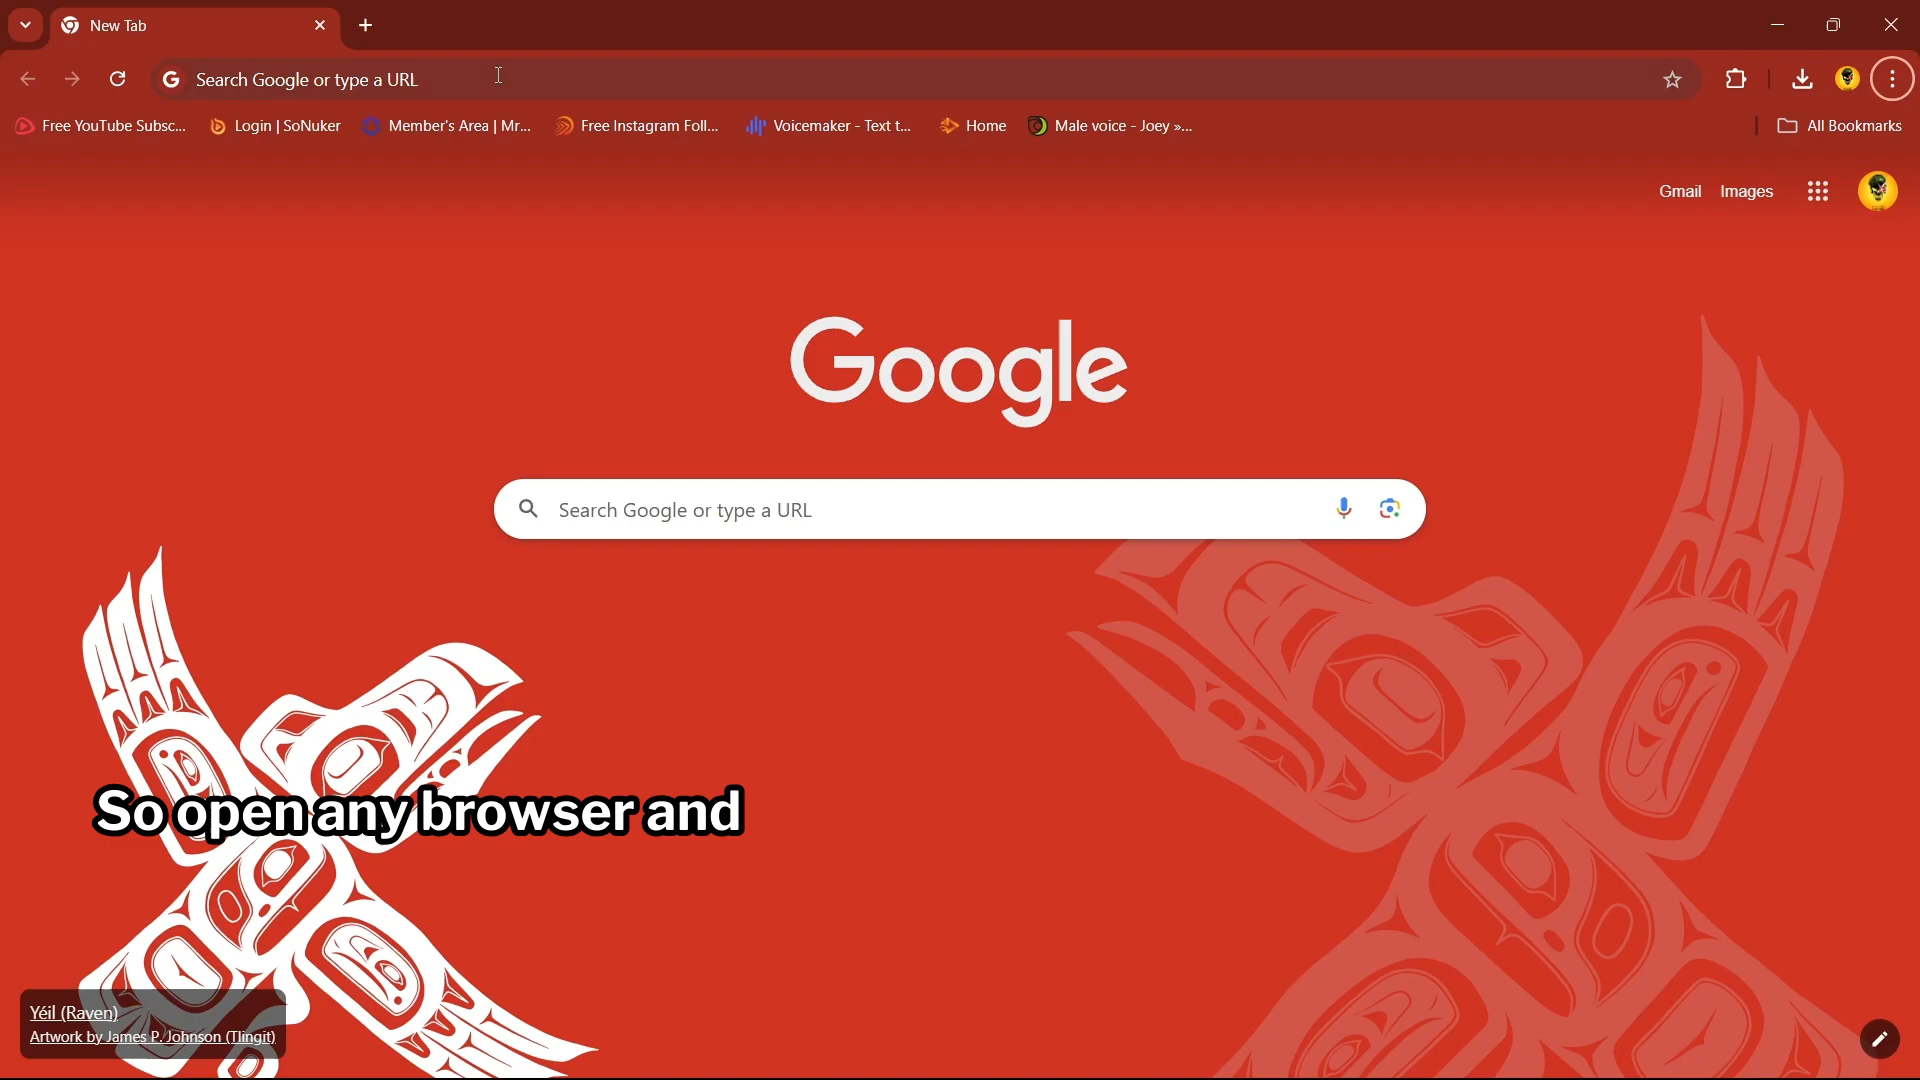 New Tab
Search Google or type a URL
Free YouTube Subsc...
Login | SoNuker
Member's Area | Mr...
Free Instagram Foll...
Voicemaker - Text t...
Home
Male voice - Joey »...
All Bookmarks
Gmail
Images
Google
Search Google or type a URL
So open any browser and
Yéil (Raven)
Artwork by James P. Johnson (Tlingit)